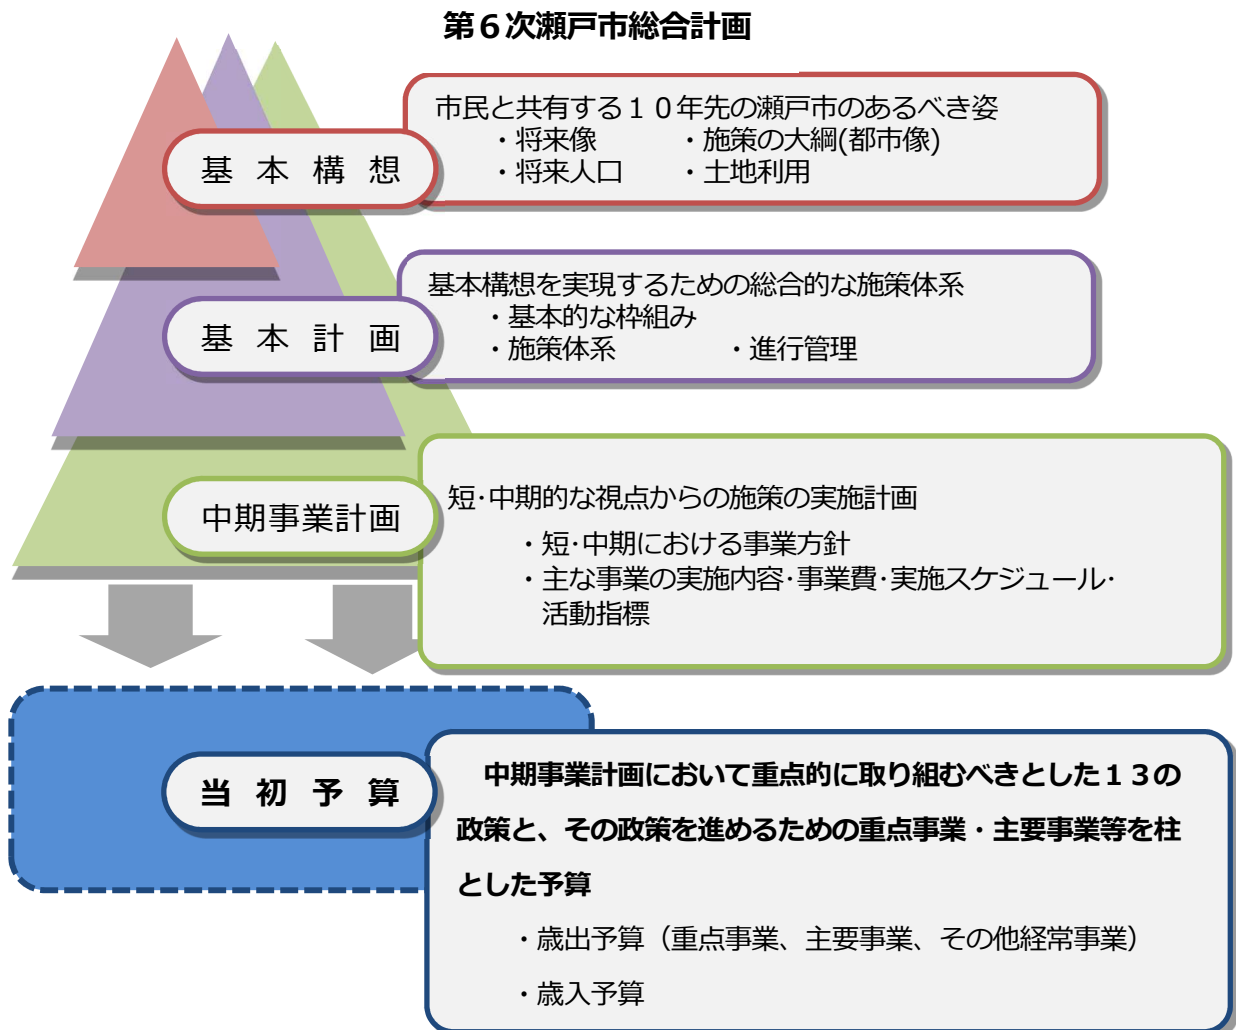 第６次瀬戸市総合計画
基本構想
市民と共有する１０年先の瀬戸市のあるべき姿
・将来像　・施策の大綱(都市像)
・将来人口　・土地利用
基本計画
基本構想を実現するための総合的な施策体系
・基本的な枠組み
・施策体系　・進行管理
中期事業計画
短･中期的な視点からの施策の実施計画
・短･中期における事業方針
・主な事業の実施内容･事業費･実施スケジュール･
活動指標
当初予算
中期事業計画において重点的に取り組むべきとした１３の
政策と、その政策を進めるための重点事業・主要事業等を柱
とした予算
・歳出予算（重点事業、主要事業、その他経常事業）
・歳入予算